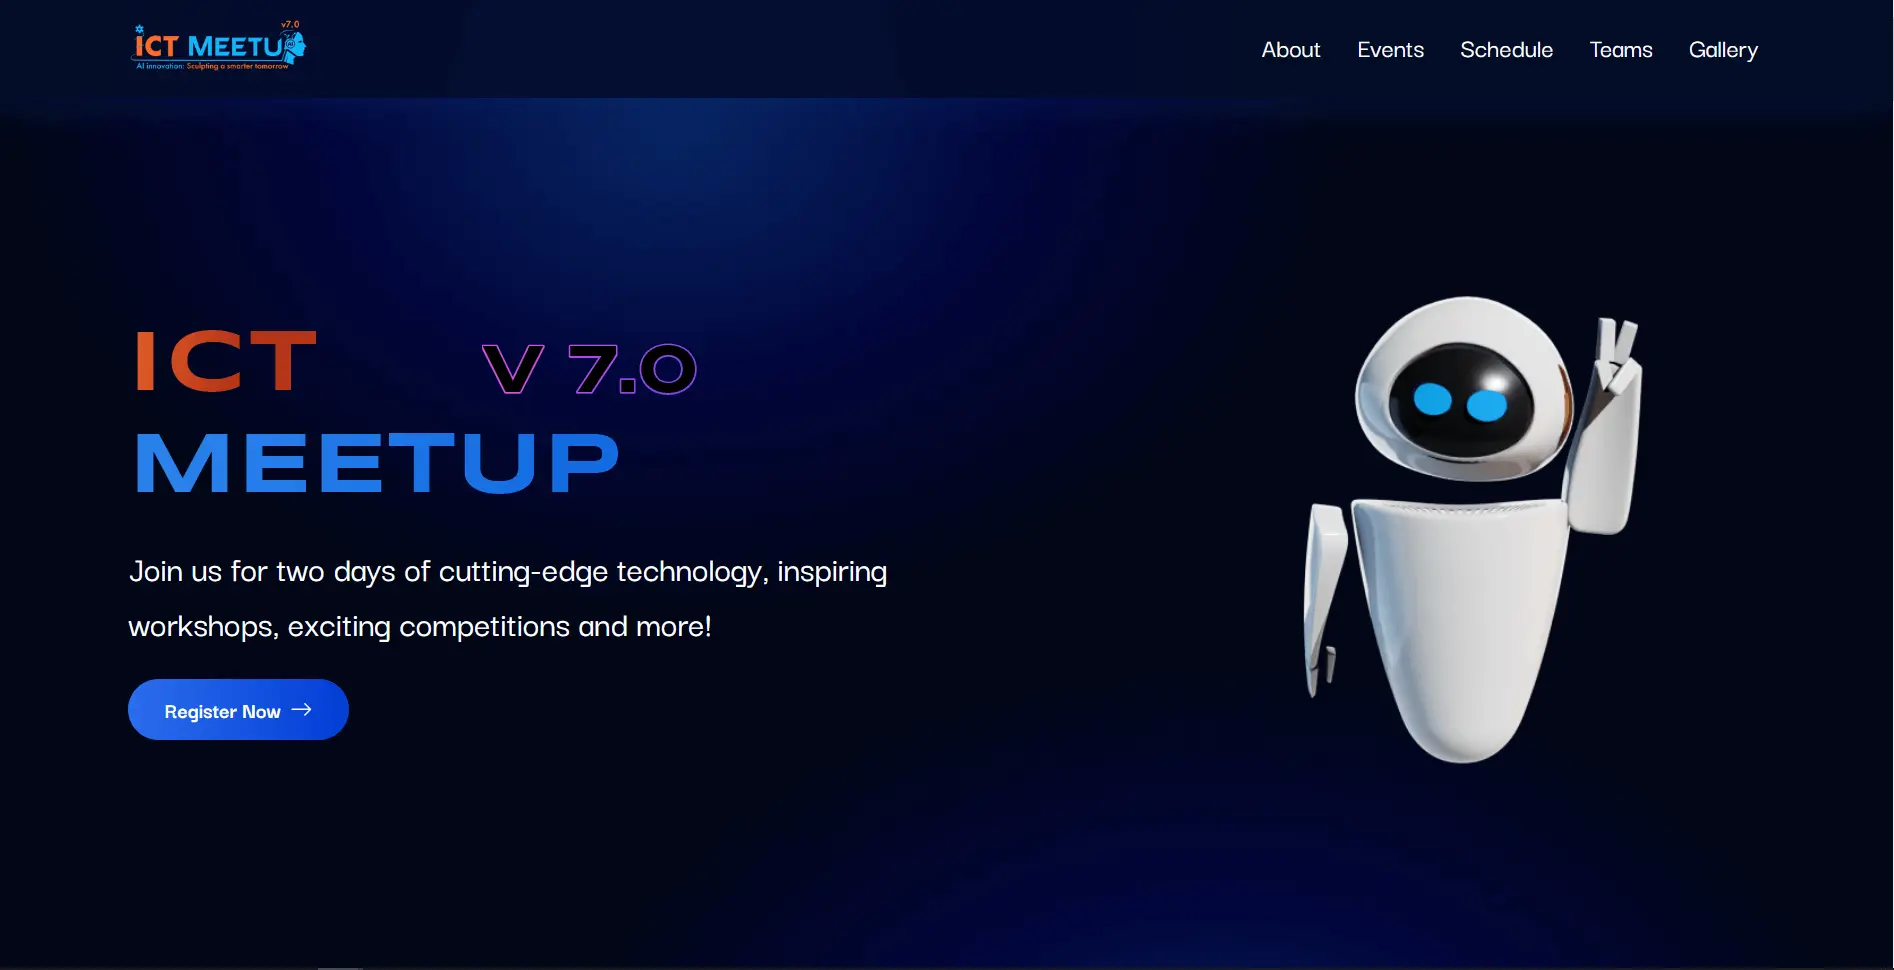 v7.0
ICT MEETU
AI innovation: Sculpting a smarter tomorrow
About Events Schedule Teams Gallery
ICT V 7.0
MEETUP
Join us for two days of cutting-edge technology, inspiring
workshops, exciting competitions and more!
Register Now →